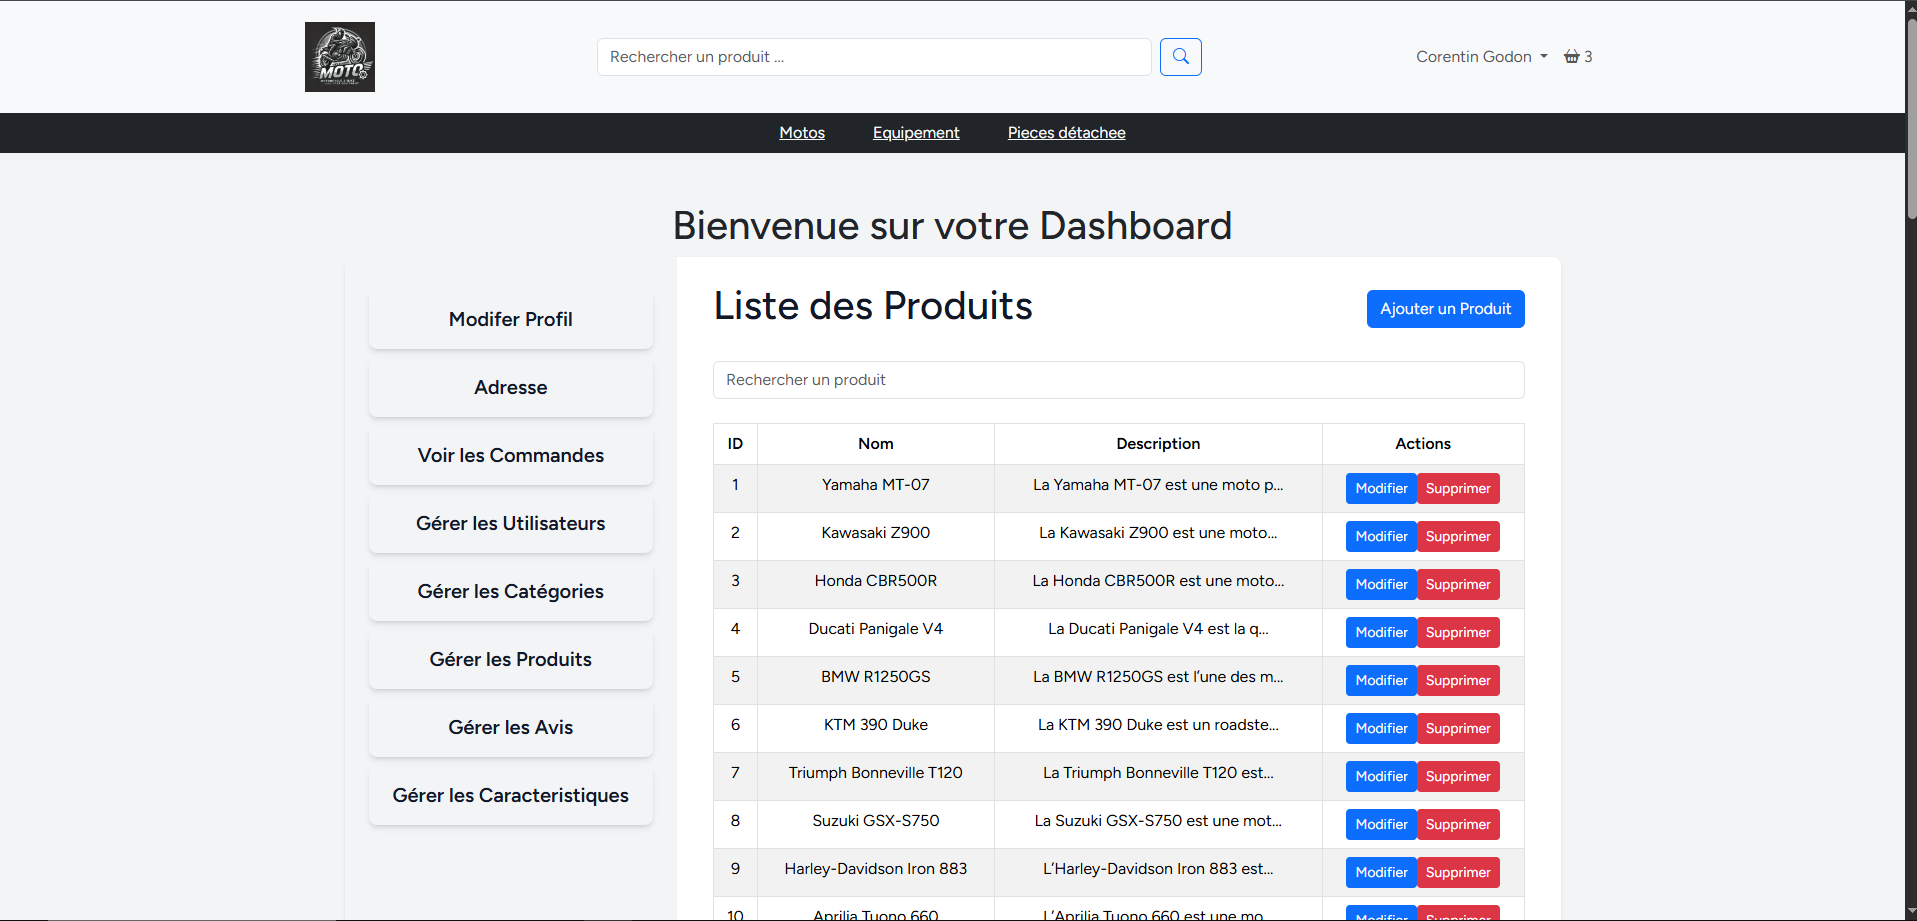 MOTO
Rechercher un produit ...
Corentin Godon
3
Motos Equipement Pieces détachee
Bienvenue sur votre Dashboard
Modifer Profil
Adresse
Voir les Commandes
Gérer les Utilisateurs
Gérer les Catégories
Gérer les Produits
Gérer les Avis
Gérer les Caracteristiques
Liste des Produits
Ajouter un Produit
Rechercher un produit
ID Nom Description Actions
1 Yamaha MT-07 La Yamaha MT-07 est une moto p... Modifier Supprimer
2 Kawasaki Z900 La Kawasaki Z900 est une moto... Modifier Supprimer
3 Honda CBR500R La Honda CBR500R est une moto... Modifier Supprimer
4 Ducati Panigale V4 La Ducati Panigale V4 est la q... Modifier Supprimer
5 BMW R1250GS La BMW R1250GS est l’une des m... Modifier Supprimer
6 KTM 390 Duke La KTM 390 Duke est un roadste... Modifier Supprimer
7 Triumph Bonneville T120 La Triumph Bonneville T120 est... Modifier Supprimer
8 Suzuki GSX-S750 La Suzuki GSX-S750 est une mot... Modifier Supprimer
9 Harley-Davidson Iron 883 L’Harley-Davidson Iron 883 est... Modifier Supprimer
10 Aprilia Tuono 660 L’Aprilia Tuono 660 est une mo... Modifier Supprimer